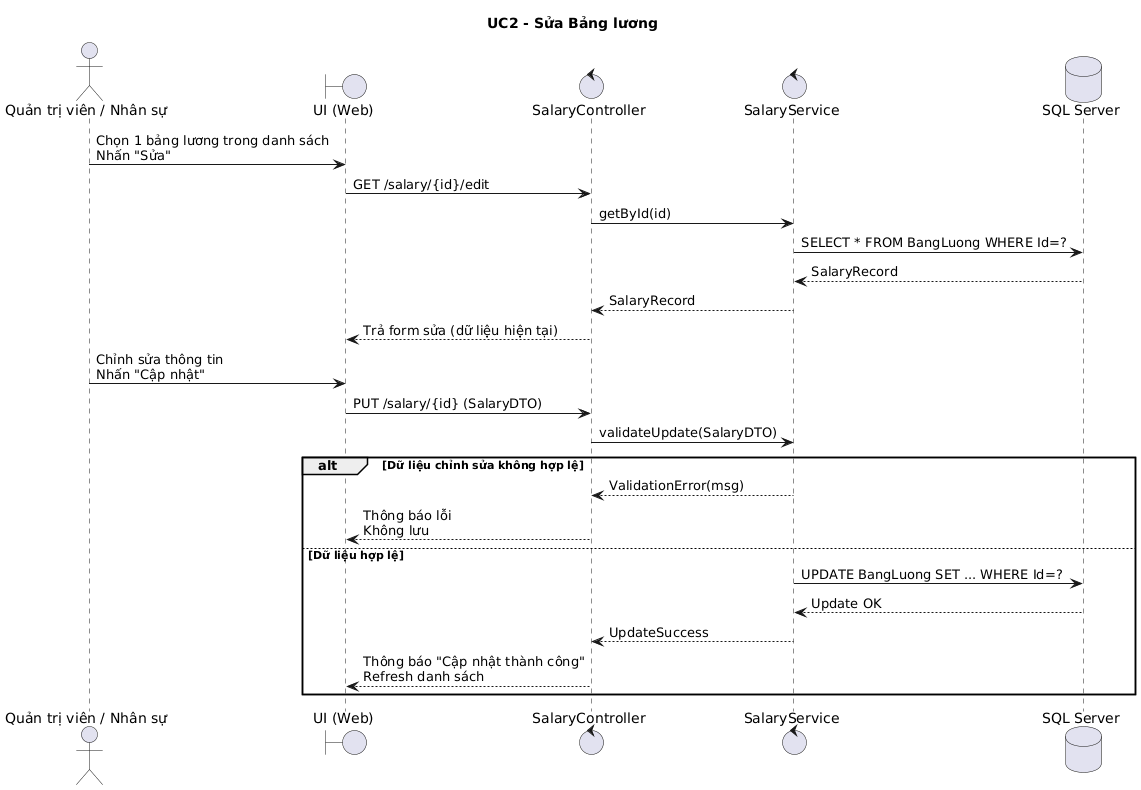 UC2 - Sửa Bảng lương
Quản trị viên / Nhân sự
UI (Web)
SalaryController
SalaryService
SQL Server
Chọn 1 bảng lương trong danh sách
Nhấn "Sửa"
GET /salary/{id}/edit
getById(id)
SELECT * FROM BangLuong WHERE Id=?
SalaryRecord
SalaryRecord
Trả form sửa (dữ liệu hiện tại)
Chỉnh sửa thông tin
Nhấn "Cập nhật"
PUT /salary/{id} (SalaryDTO)
validateUpdate(SalaryDTO)
alt
[Dữ liệu chỉnh sửa không hợp lệ]
ValidationError(msg)
Thông báo lỗi
Không lưu
[Dữ liệu hợp lệ]
UPDATE BangLuong SET ... WHERE Id=?
Update OK
UpdateSuccess
Thông báo "Cập nhật thành công"
Refresh danh sách
Quản trị viên / Nhân sự
UI (Web)
SalaryController
SalaryService
SQL Server